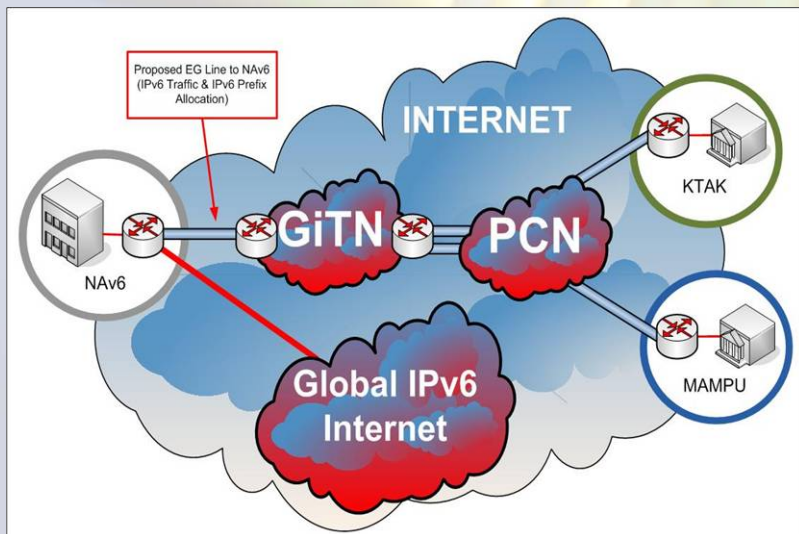 Proposed EG Line to NAv6
(IPv6 Traffic & IPv6 Prefix
Allocation)
INTERNET
KTAK
GiTN
PCN
NAv6
MAMPU
Global IPv6
Internet